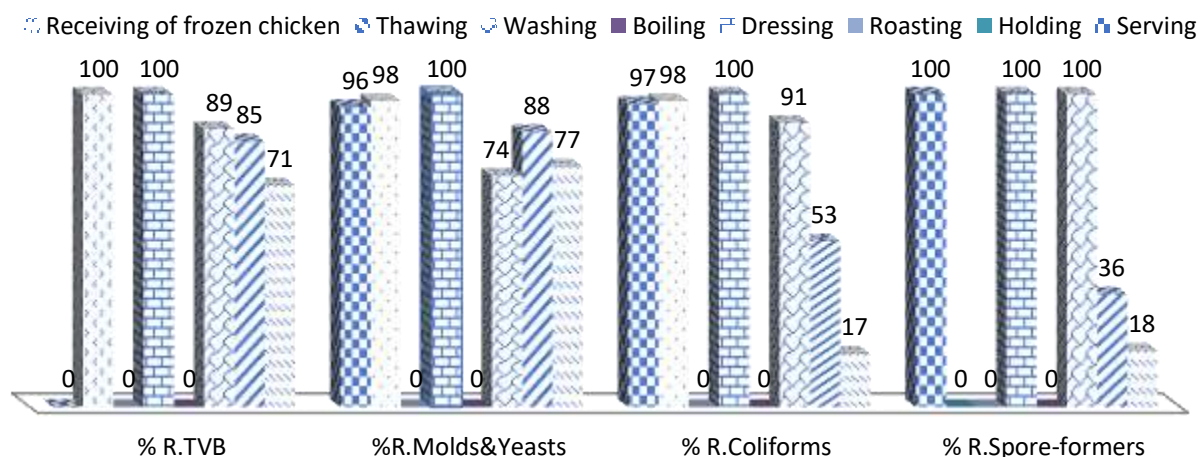 Receiving of frozen chicken Thawing Washing Boiling Dressing Roasting Holding Serving
0 100 0 100 0 89 85 71
96 98 0 100 0 74 88 77
97 98 0 100 0 91 53 17
100 0 0 100 0 100 36 18
% R.TVB %R.Molds&Yeasts % R.Coliforms % R.Spore-formers